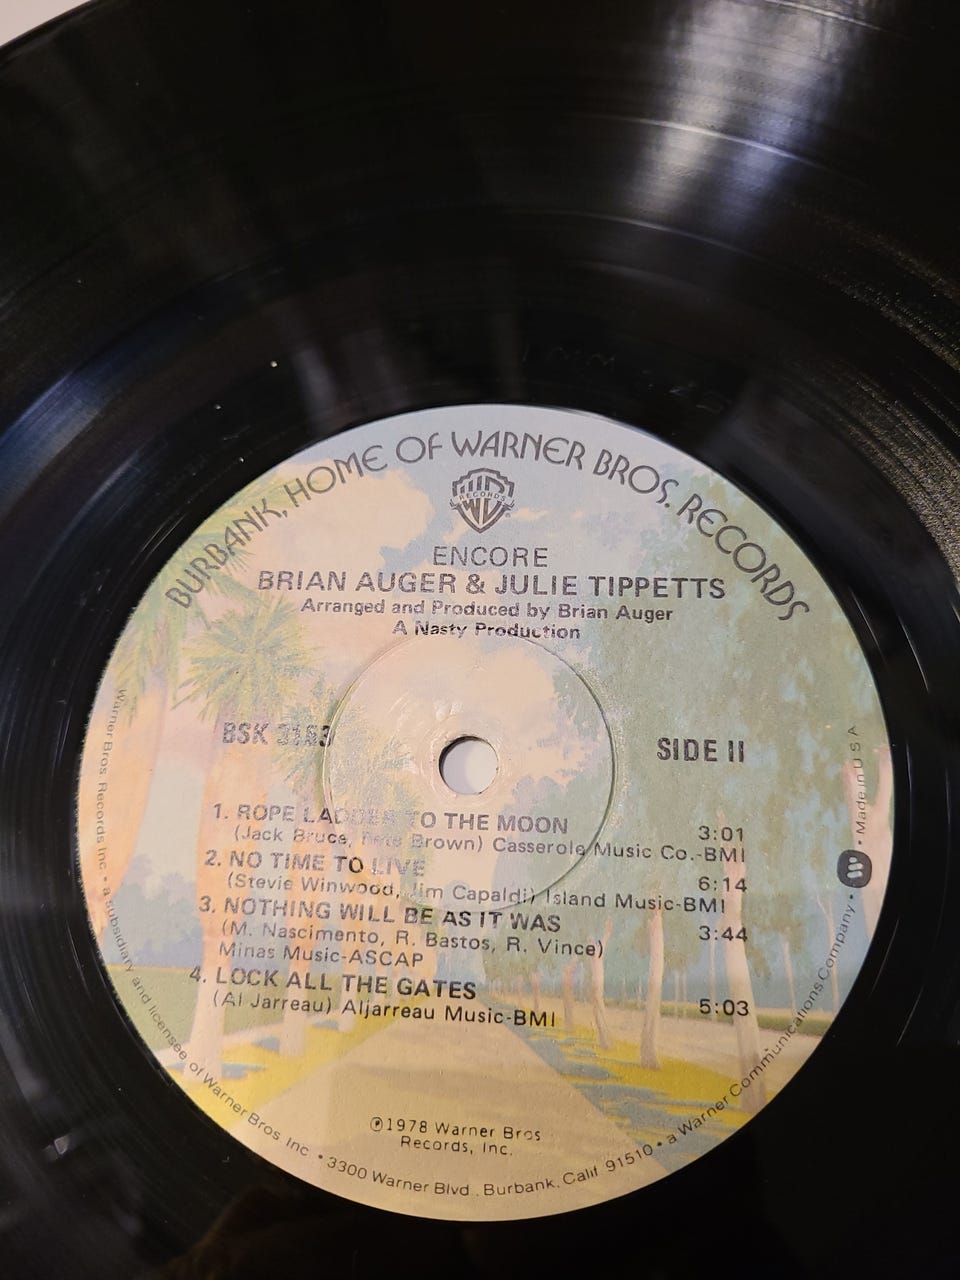 BURBANK, HOME OF WARNER BROS. RECORDS
W B
RECORDS
ENCORE
BRIAN AUGER & JULIE TIPPETTS
Arranged and Produced by Brian Auger
A Nasty Production
BSK 3153
SIDE II
1. ROPE LADDER TO THE MOON 3:01
(Jack Bruce, Pete Brown) Casserole Music Co.-BMI
2. NO TIME TO LIVE 6:14
(Stevie Winwood, Jim Capaldi) Island Music-BMI
3. NOTHING WILL BE AS IT WAS 3:44
(M. Nascimento, R. Bastos, R. Vince)
Minas Music-ASCAP
4. LOCK ALL THE GATES 5:03
(Al Jarreau) Aljarreau Music-BMI
℗1978 Warner Bros
Records, Inc.
Warner Bros Records Inc • a subsidiary and licensee of Warner Bros. Inc • 3300 Warner Blvd., Burbank, Calif 91510 • a Warner Communications Company • Made in U S A